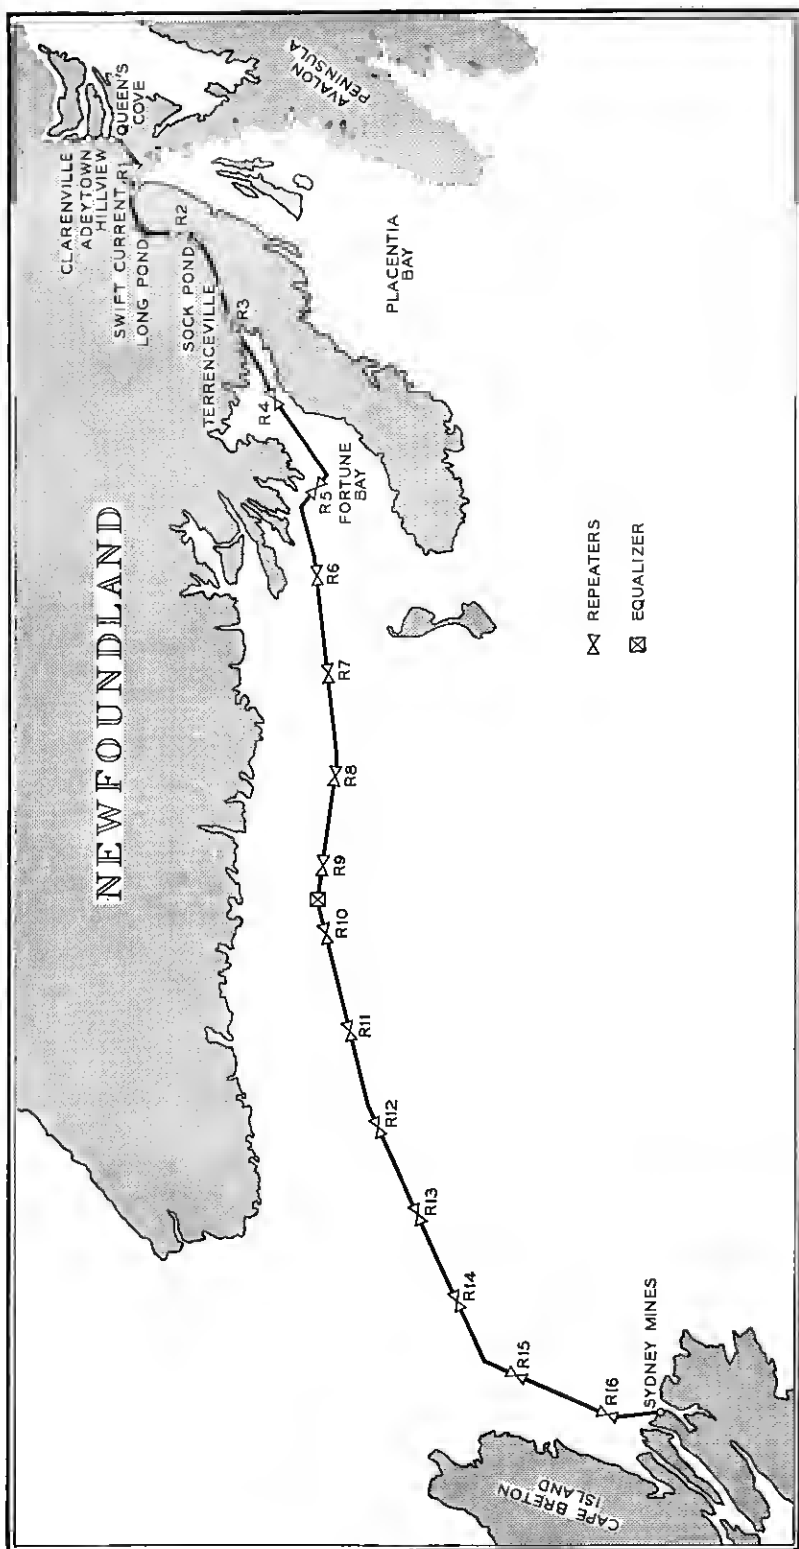 NEWFOUNDLAND
CLARENVILLE
ADEYTOWN
HILLVIEW
QUEEN'S
COVE
SWIFT CURRENT
R1
LONG POND
R2
SOCK POND
TERRENCEVILLE
R3
R4
AVALON
PENINSULA
PLACENTIA
BAY
R5
FORTUNE
BAY
R6
R7
R8
R9
R10
R11
R12
R13
R14
R15
R16
SYDNEY MINES
CAPE BRETON
ISLAND
REPEATERS
EQUALIZER